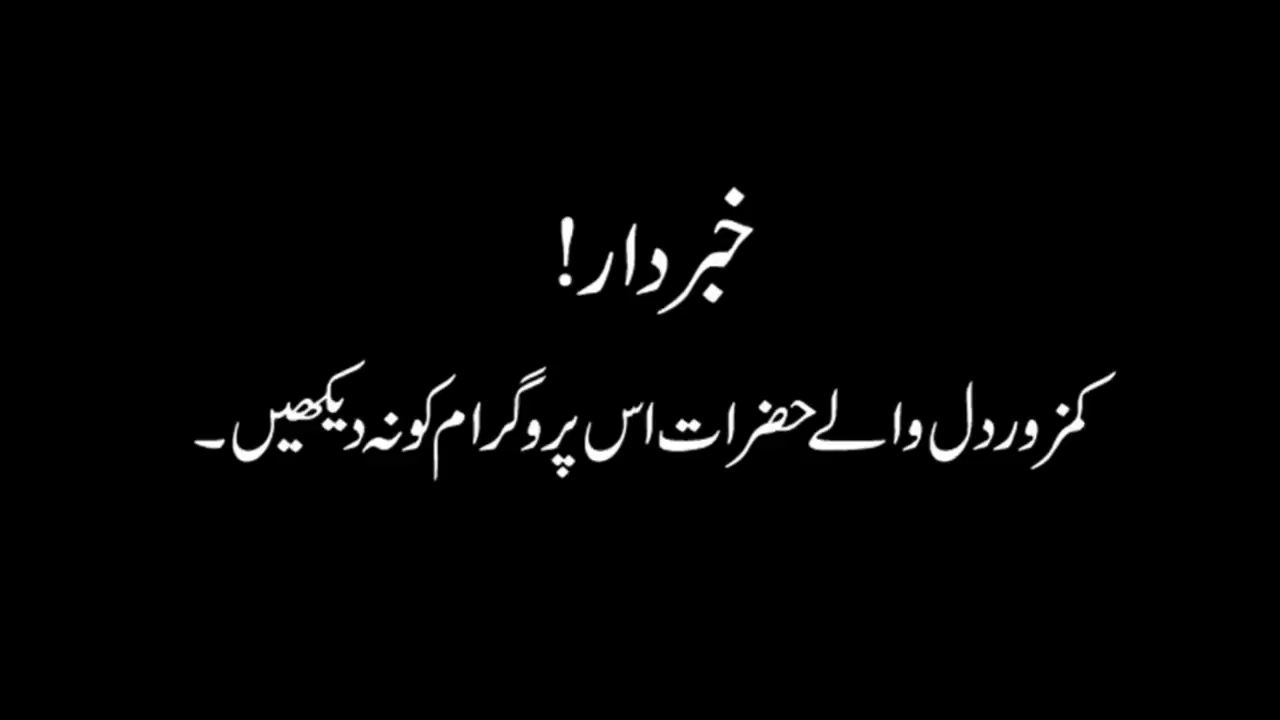 خبردار!
کمزور دل والے حضرات اس پروگرام کو نہ دیکھیں۔